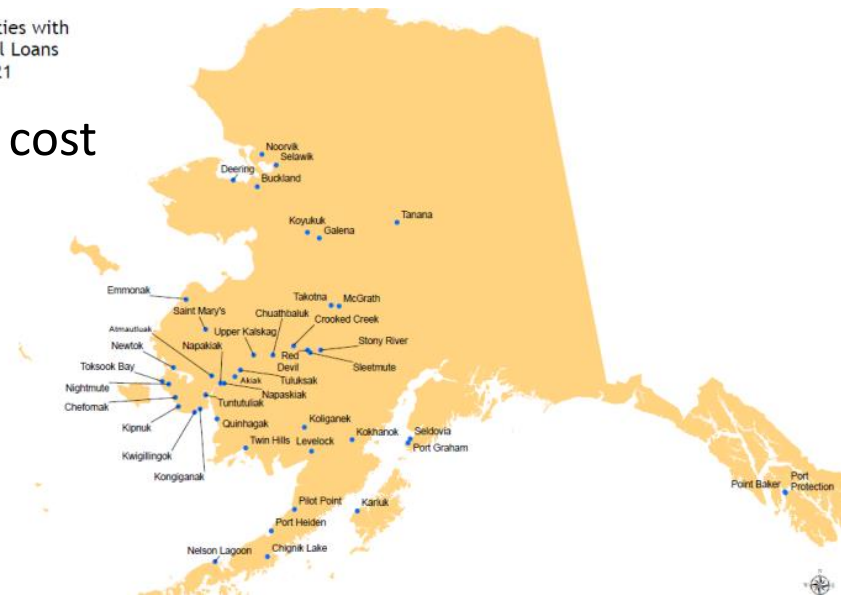 ties with
l Loans
21
cost
Noorvik
Selawik
Deering
Buckland
Tanana
Koyukuk
Galena
Emmonak
Saint Mary's
Takotna
McGrath
Chuathbaluk
Crooked Creek
Atmautluak
Upper Kalskag
Stony River
Newtok
Napakiak
Red
Devil
Sleetmute
Toksook Bay
Akiak
Tuluksak
Nightmute
Napaskiak
Chefornak
Tuntutuliak
Kipnuk
Quinhagak
Koliganek
Kokhanok
Seldovia
Port Graham
Kwigillingok
Twin Hills
Levelock
Kongiganak
Point Baker
Port
Protection
Pilot Point
Karluk
Port Heiden
Nelson Lagoon
Chignik Lake